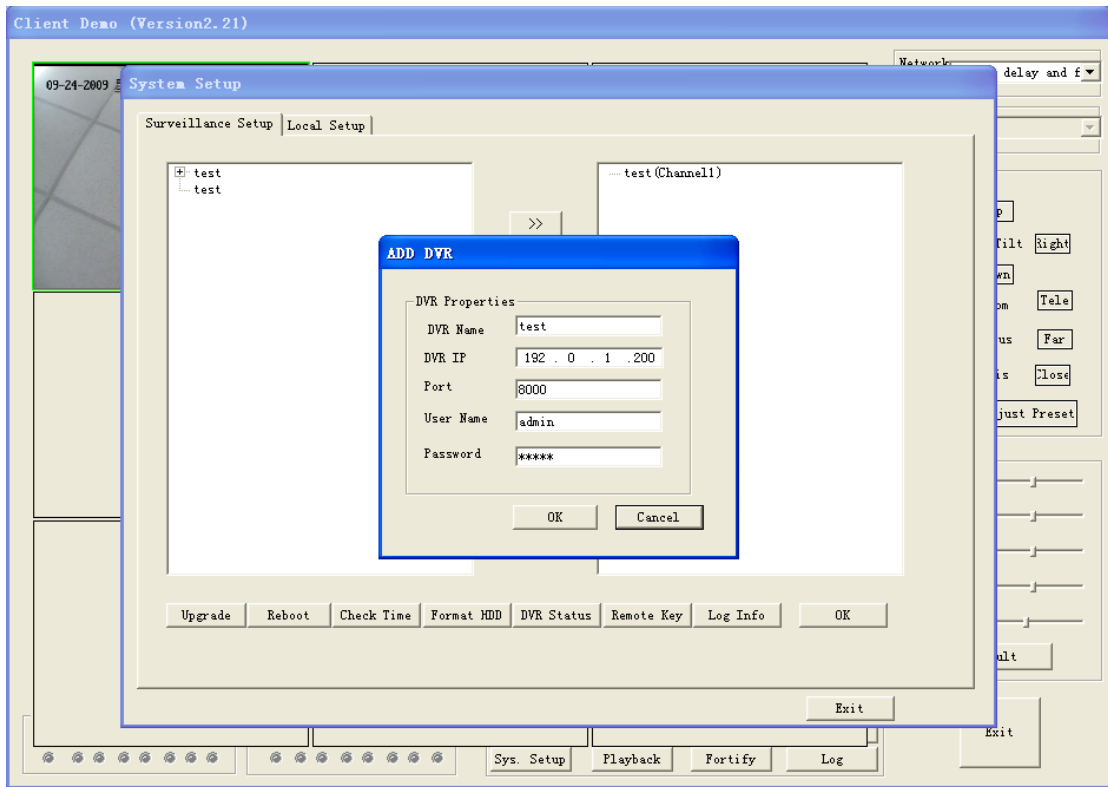 Client Demo (Version2.21)
09-24-2009
Network
delay and f
System Setup
Surveillance Setup
Local Setup
test
test
>>
test(Channel1)
ADD DVR
DVR Properties
DVR Name
test
DVR IP
192 . 0 . 1 .200
Port
8000
User Name
admin
Password
*****
OK
Cancel
Tilt
Right
Tele
Far
Close
just Preset
Upgrade
Reboot
Check Time
Format HDD
DVR Status
Remote Key
Log Info
OK
ult
Exit
Exit
Sys. Setup
Playback
Fortify
Log